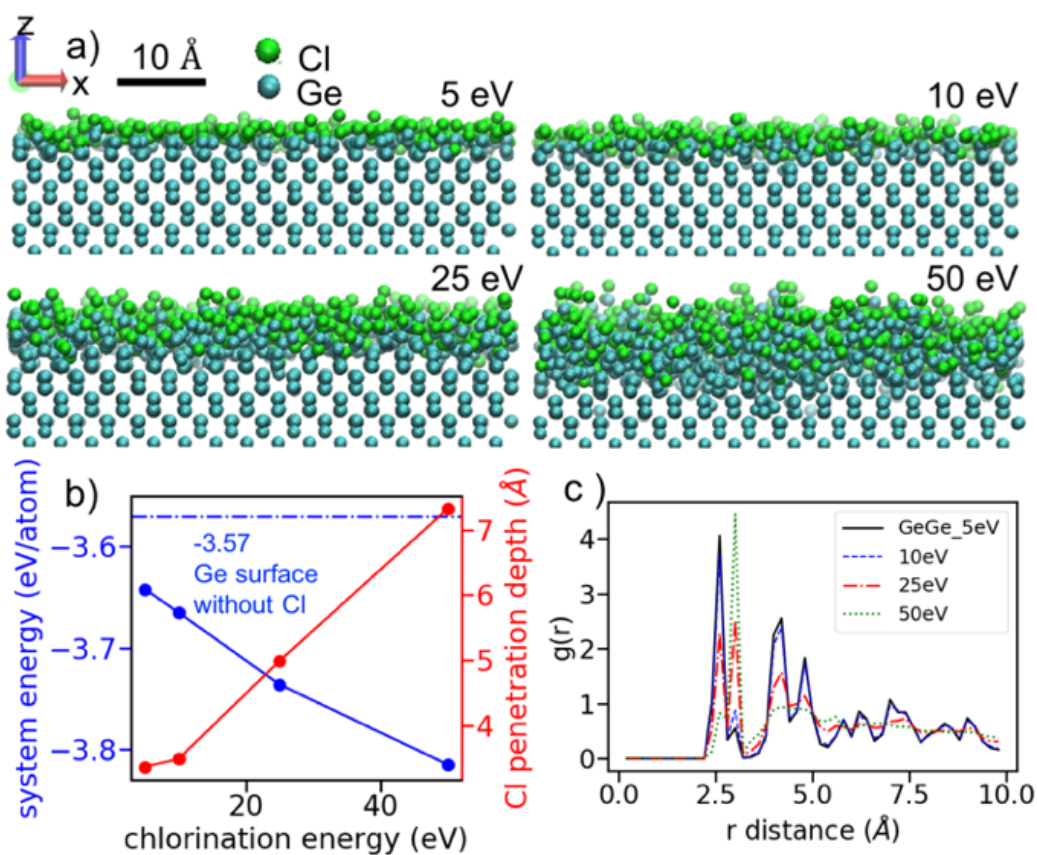 z
a)
x
10 Å
Cl
Ge
5 eV
10 eV
25 eV
50 eV
b)
system energy (eV/atom)
−3.6
−3.7
−3.8
-3.57
Ge surface
without Cl
20
40
chlorination energy (eV)
7
6
5
4
Cl penetration depth (Å)
c )
g(r)
4
3
2
1
0
GeGe_5eV
10eV
25eV
50eV
0.0
2.5
5.0
7.5
10.0
r distance (Å)